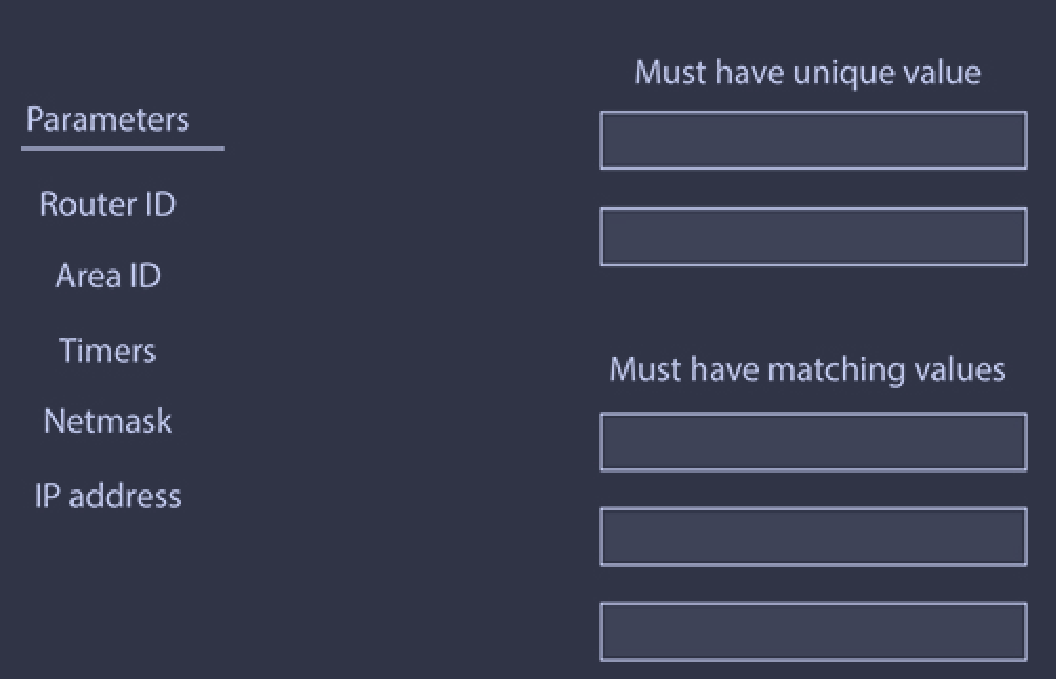 Parameters
Router ID
Area ID
Timers
Netmask
IP address
Must have unique value
Must have matching values